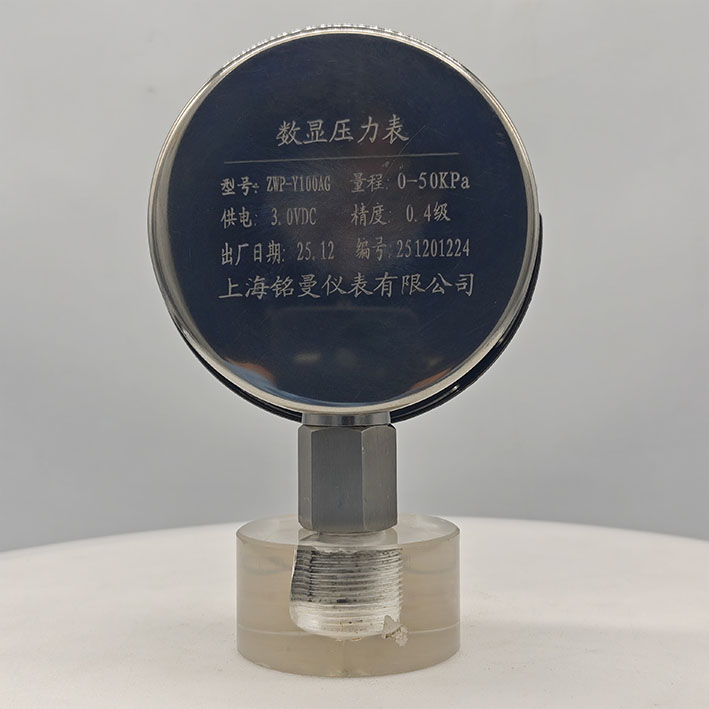 数显压力表
型号: ZWP-Y100AG 量程: 0-50KPa
供电: 3.0VDC 精度: 0.4级
出厂日期: 25.12 编号: 251201224
上海铭曼仪表有限公司